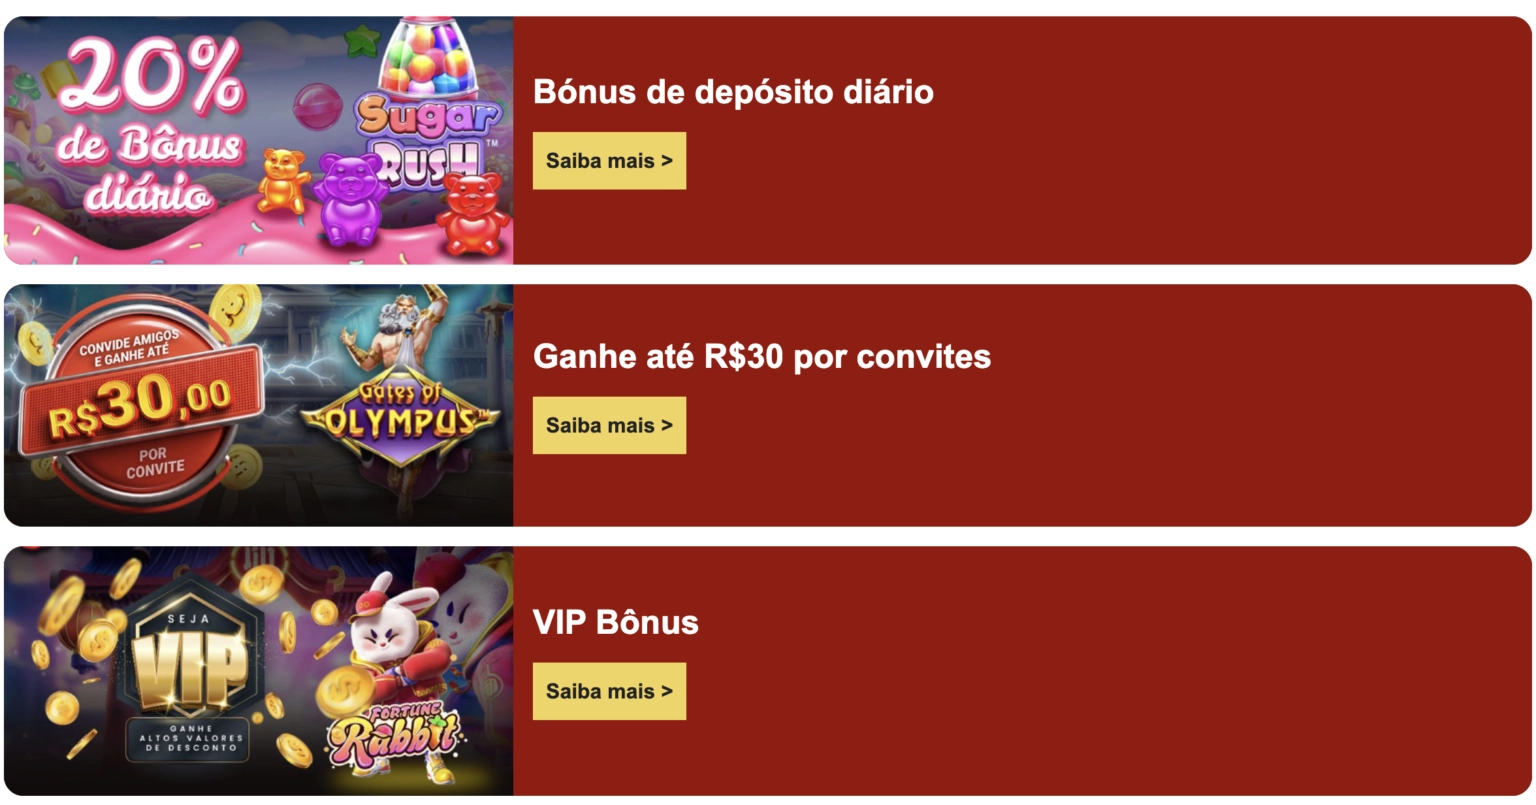 20%
de Bônus
diário
Sugar
RUSH™
Bónus de depósito diário
Saiba mais >
CONVIDE AMIGOS
E GANHE ATÉ
R$30,00
POR
CONVITE
Gates of
OLYMPUS™
Ganhe até R$30 por convites
Saiba mais >
SEJA
VIP
GANHE
ALTOS VALORES
DE DESCONTO
FORTUNE
Rabbit
VIP Bônus
Saiba mais >